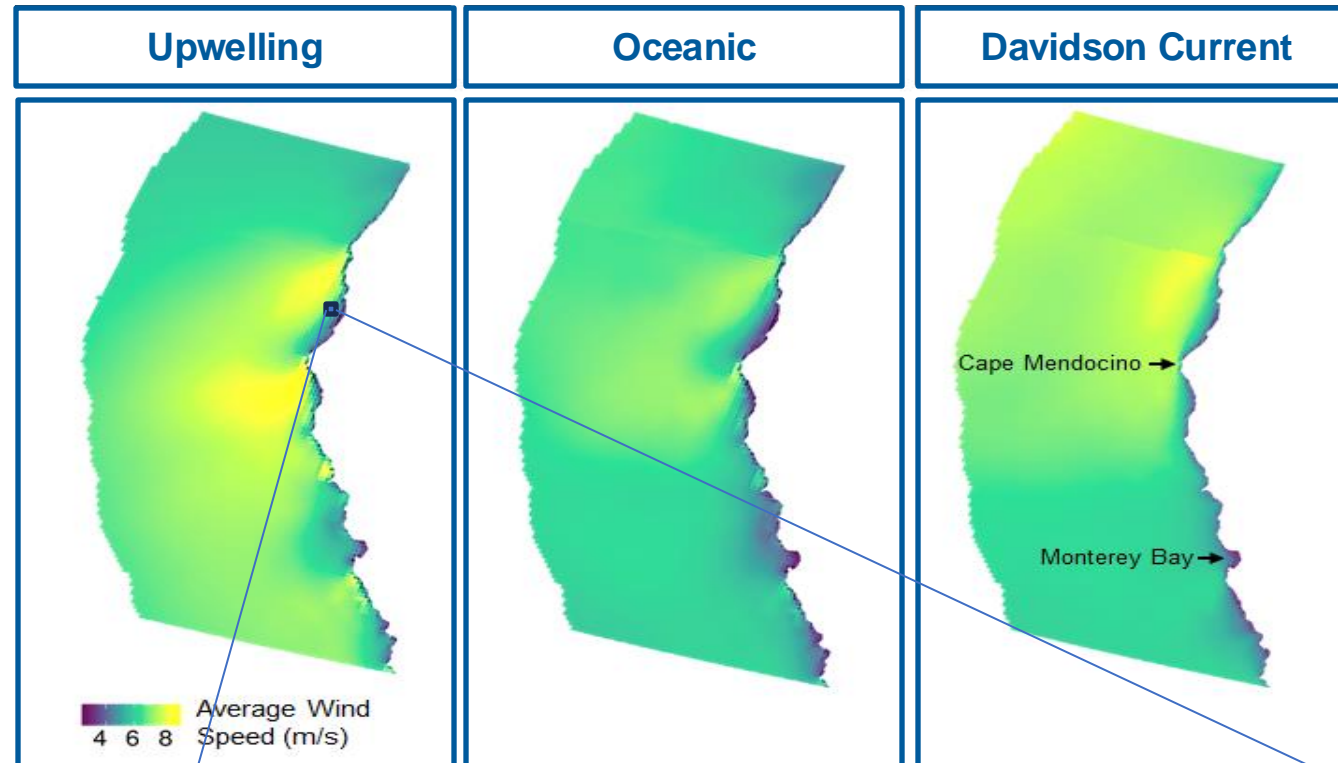 Upwelling
Oceanic
Davidson Current
Cape Mendocino
Monterey Bay
Average Wind
4 6 8 Speed (m/s)